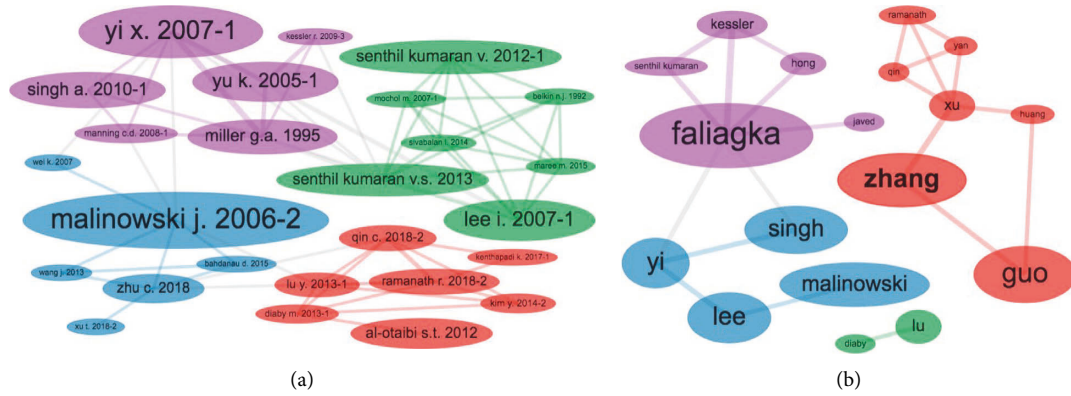 yi x. 2007-1
kessler r. 2009-3
senthil kumaran v. 2012-1
yu k. 2005-1
singh a. 2010-1
mochol m. 2007-1
belkin n.j. 1992
manning c.d. 2008-1
miller g.a. 1995
sivabalan l. 2014
wei k. 2007
maree m. 2015
senthil kumaran v.s. 2013
malinowski j. 2006-2
lee i. 2007-1
qin c. 2018-2
kenthapadi k. 2017-1
bahdanau d. 2015
wang j. 2013
zhu c. 2018
lu y. 2013-1
ramanath r. 2018-2
kim y. 2014-2
diaby m. 2013-1
xu t. 2018-2
al-otaibi s.t. 2012
(a)
kessler
ramanath
yan
senthil kumaran
hong
qin
xu
huang
faliagka
javed
zhang
singh
yi
guo
malinowski
lee
lu
diaby
(b)